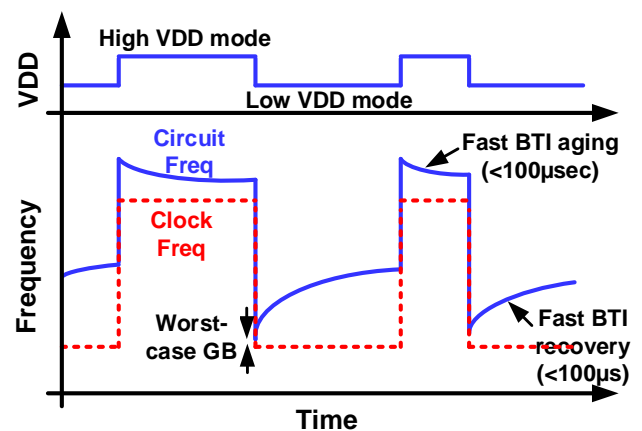 High VDD mode
VDD
Low VDD mode
Circuit
Freq
Fast BTI aging
(<100µsec)
Clock
Freq
Frequency
Worst-
case GB
Fast BTI
recovery
(<100µs)
Time